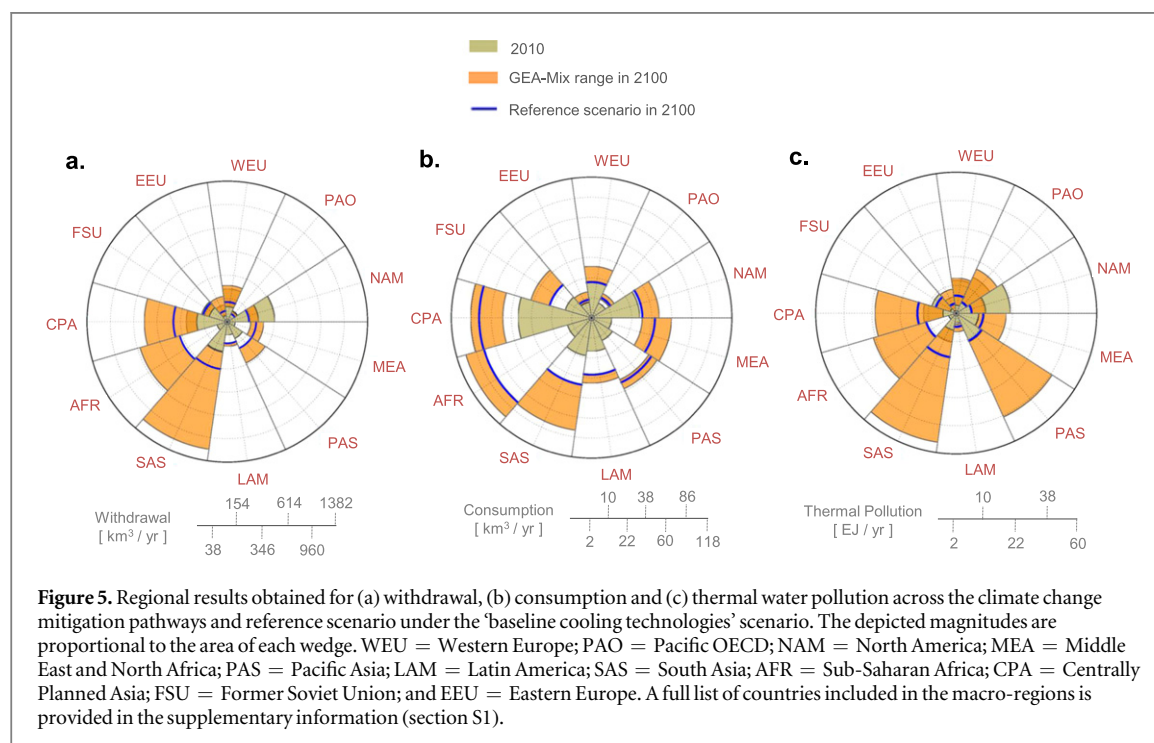 2010
GEA-Mix range in 2100
Reference scenario in 2100
a.
WEU
EEU
PAO
FSU
NAM
CPA
MEA
AFR
PAS
SAS
LAM
154 614 1382
Withdrawal
[ km³ / yr ]
38 346 960
b.
WEU
EEU
PAO
FSU
NAM
CPA
MEA
AFR
PAS
SAS
LAM
10 38 86
Consumption
[ km³ / yr ]
2 22 60 118
c.
WEU
EEU
PAO
FSU
NAM
CPA
MEA
AFR
PAS
SAS
LAM
10 38
Thermal Pollution
[ EJ / yr ]
2 22 60
Figure 5. Regional results obtained for (a) withdrawal, (b) consumption and (c) thermal water pollution across the climate change
mitigation pathways and reference scenario under the ‘baseline cooling technologies’ scenario. The depicted magnitudes are
proportional to the area of each wedge. WEU = Western Europe; PAO = Pacific OECD; NAM = North America; MEA = Middle
East and North Africa; PAS = Pacific Asia; LAM = Latin America; SAS = South Asia; AFR = Sub-Saharan Africa; CPA = Centrally
Planned Asia; FSU = Former Soviet Union; and EEU = Eastern Europe. A full list of countries included in the macro-regions is
provided in the supplementary information (section S1).